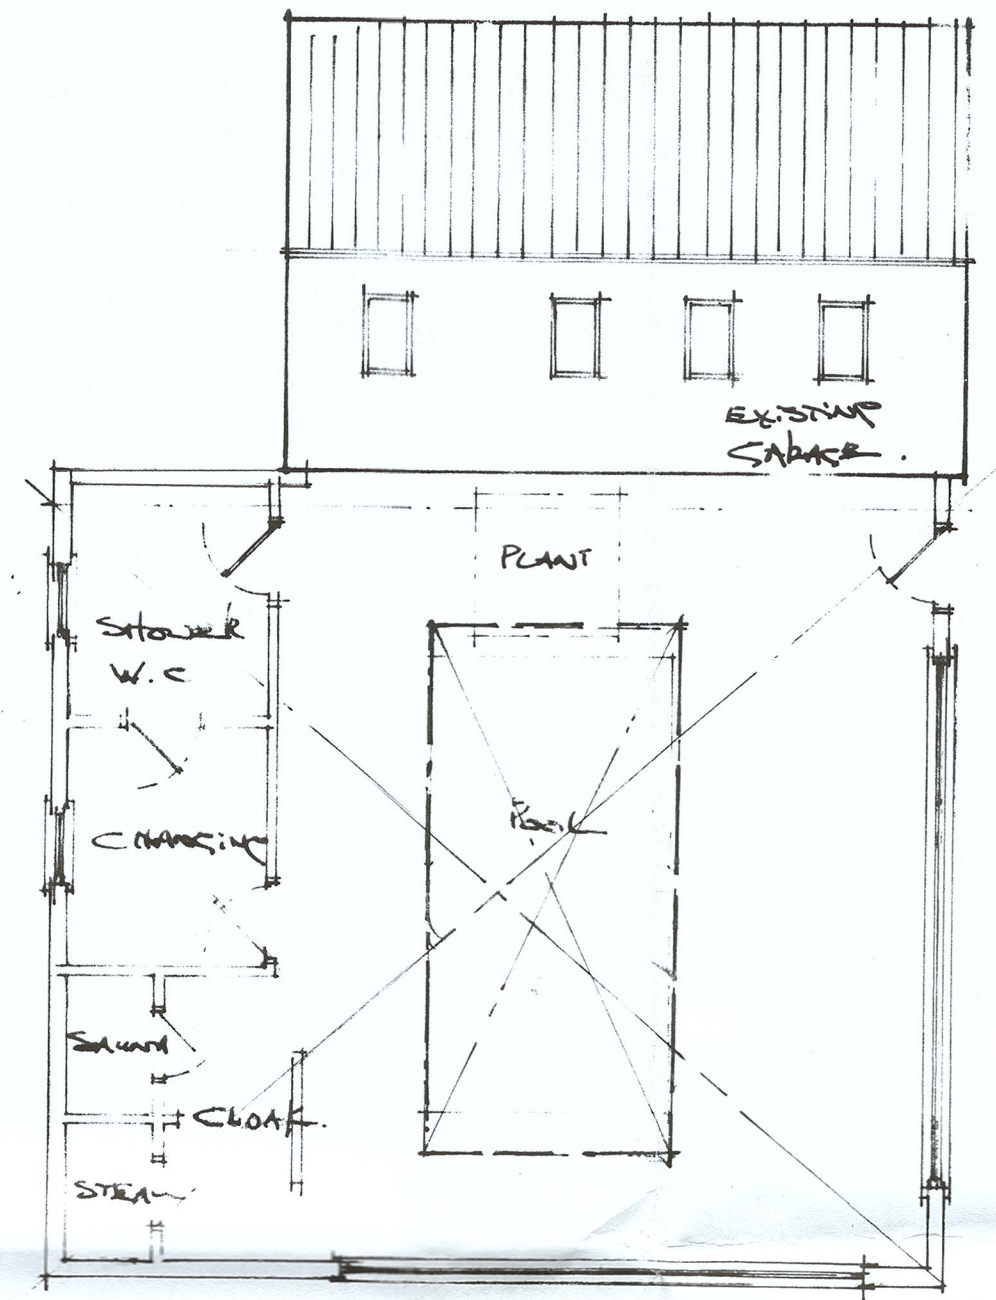 EXISTING
GARAGE.
PLANT
SHOWER
W.C
POOL
CHANGING
SAUNA
CLOAK.
STEAM